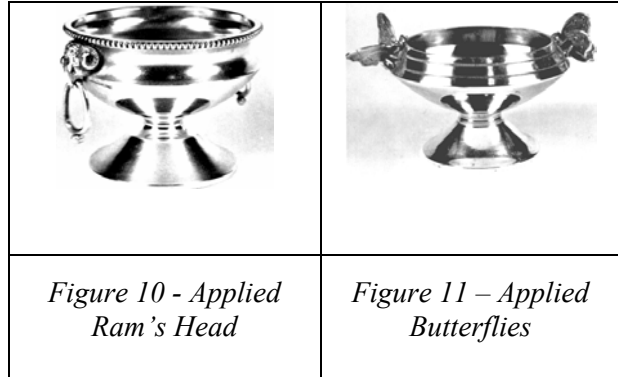 Figure 10 - Applied
Ram’s Head
Figure 11 – Applied
Butterflies